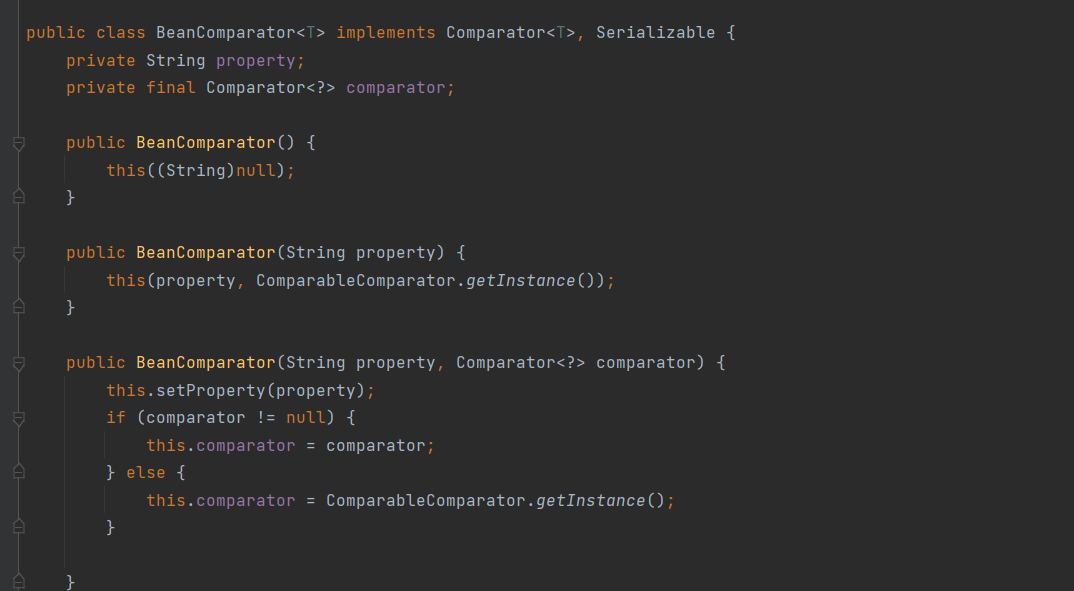 public class BeanComparator<T> implements Comparator<T>, Serializable {
    private String property;
    private final Comparator<?> comparator;

    public BeanComparator() {
        this((String)null);
    }

    public BeanComparator(String property) {
        this(property, ComparableComparator.getInstance());
    }

    public BeanComparator(String property, Comparator<?> comparator) {
        this.setProperty(property);
        if (comparator != null) {
            this.comparator = comparator;
        } else {
            this.comparator = ComparableComparator.getInstance();
        }

    }